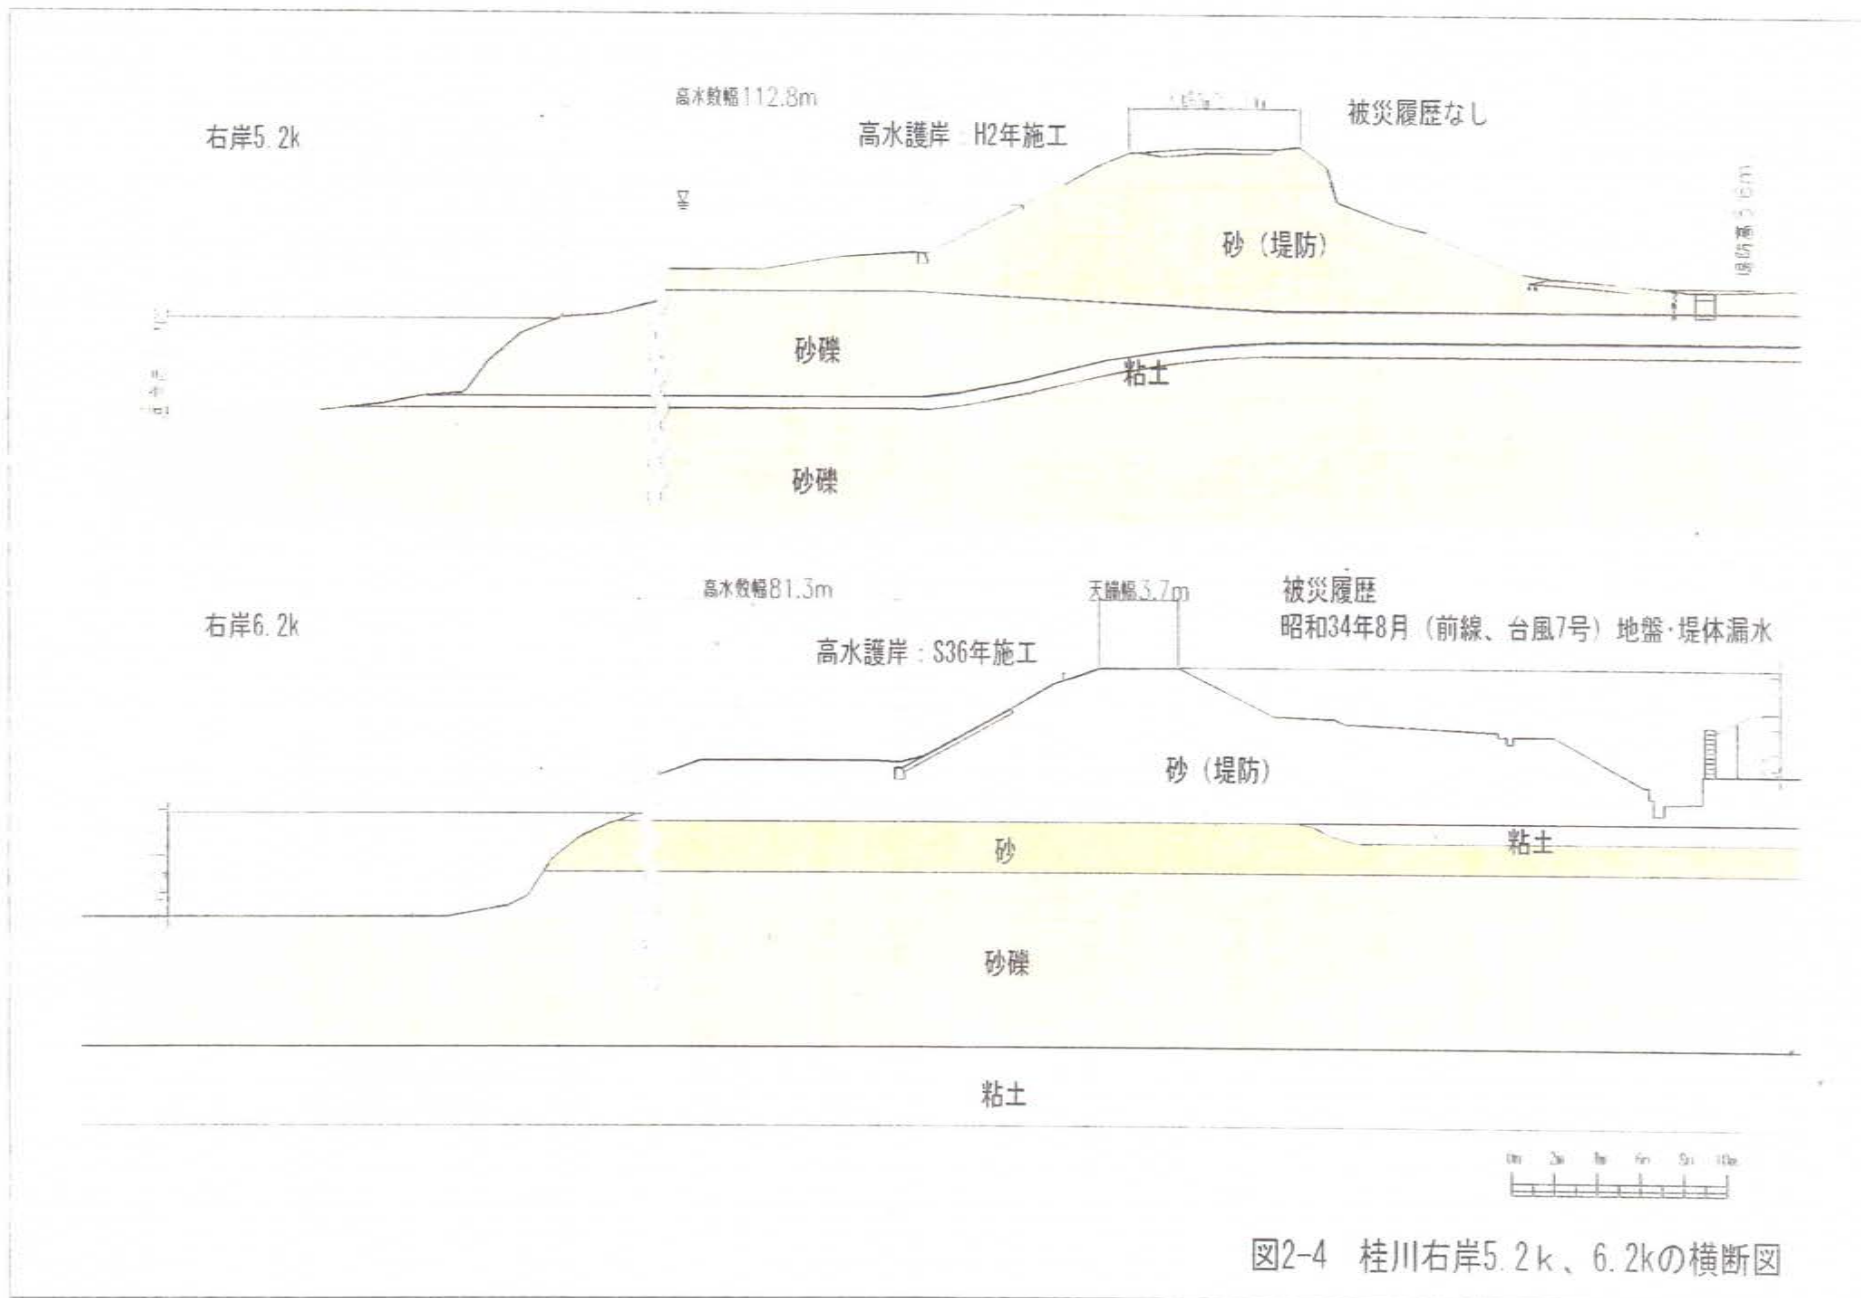 高水敷幅112.8m
被災履歴なし
右岸5.2k
高水護岸 H2年施工
砂（堤防）
砂礫
粘土
砂礫
高水敷幅81.3m
天端幅3.7m
被災履歴
右岸6.2k
昭和34年8月（前線、台風7号）地盤・堤体漏水
高水護岸：S36年施工
砂（堤防）
砂
粘土
砂礫
粘土
図2-4 桂川右岸5.2k、6.2kの横断図